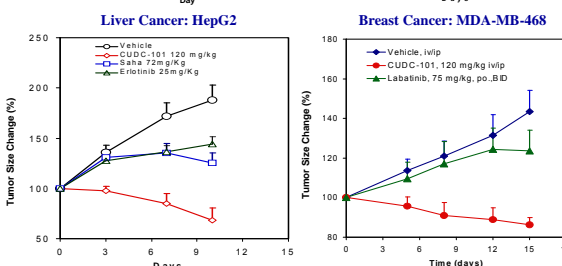 Day
Days
Liver Cancer: HepG2
Breast Cancer: MDA-MB-468
Tumor Size Change (%)
250
200
150
100
50
Vehicle
CUDC-101 120 mg/kg
Saha 72mg/Kg
Erlotinib 25mg/Kg
0
3
6
9
12
15
Days
Tumor Size Change (%)
180
160
140
120
100
80
Vehicle, iv/ip
CUDC-101, 120 mg/kg iv/ip
Labatinib, 75 mg/kg, po.BID
0
3
6
9
12
15
Time (days)